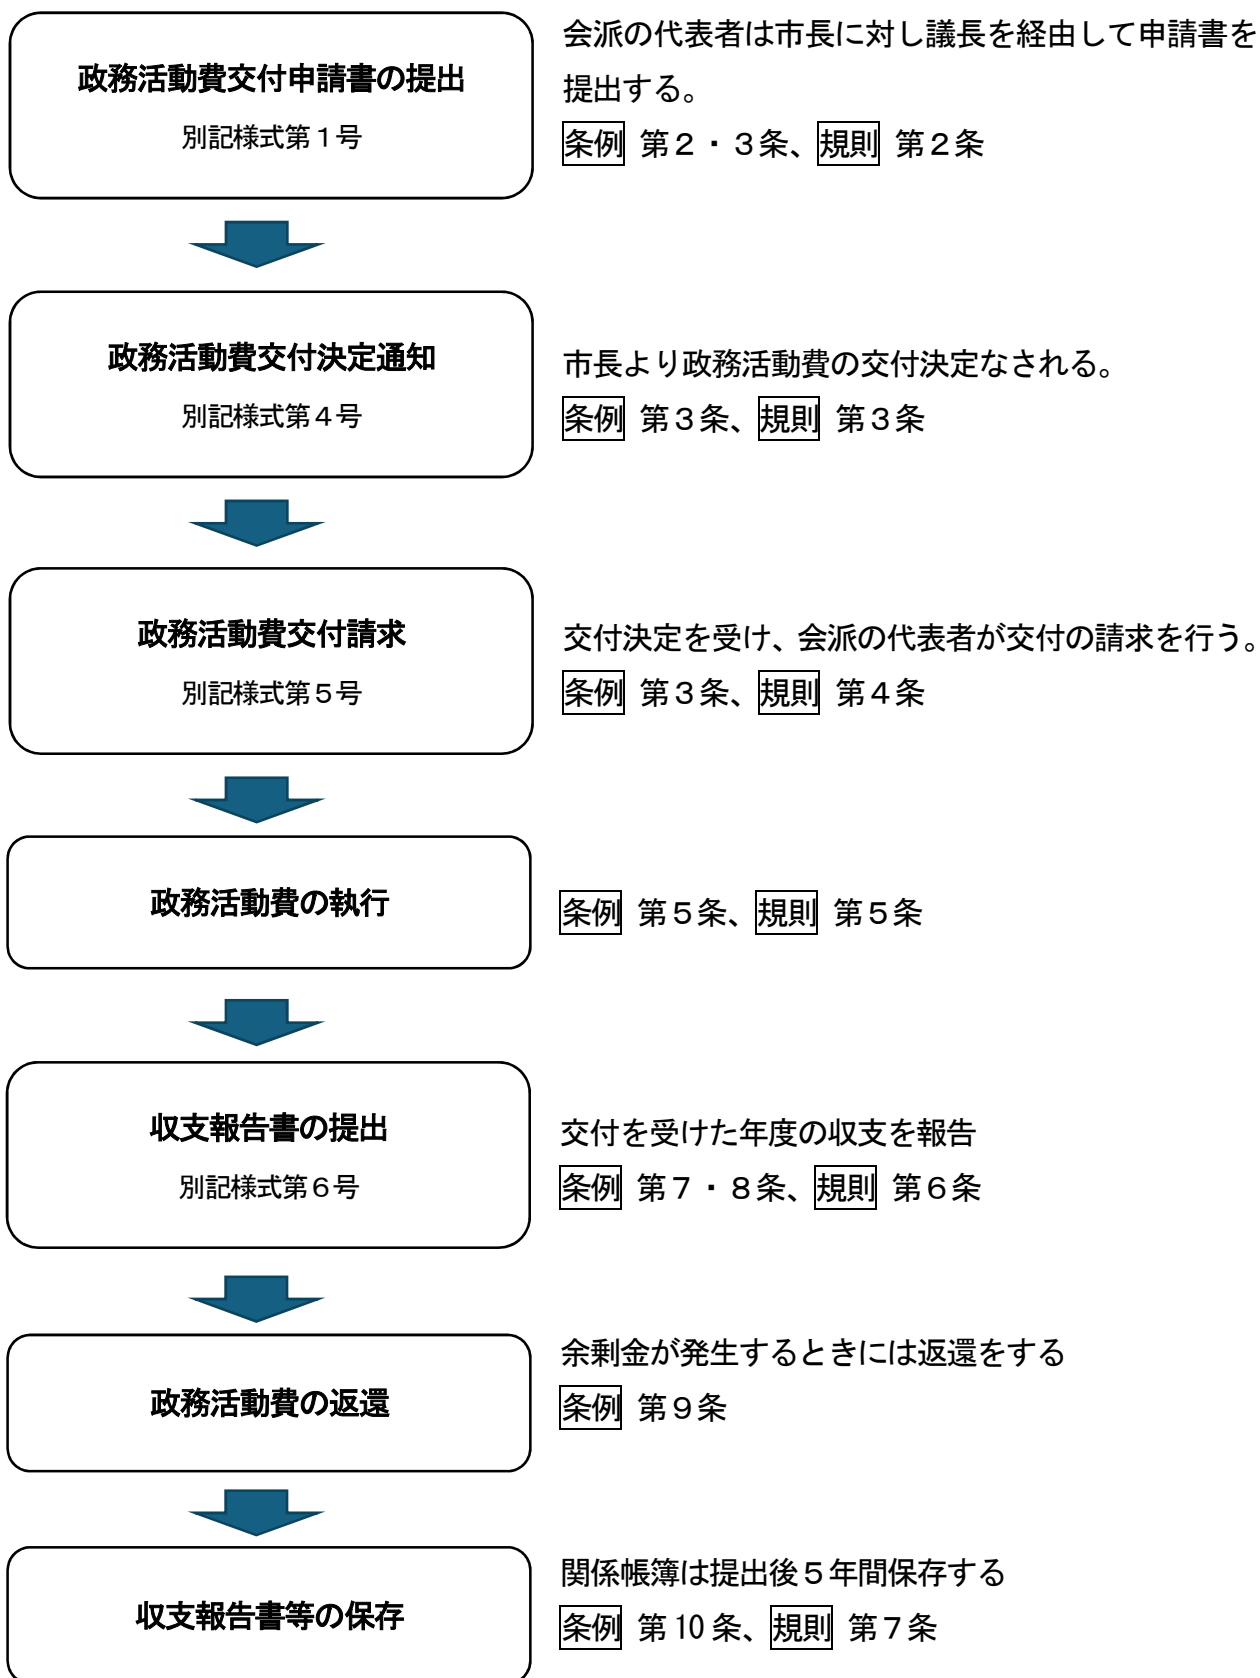 政務活動費交付申請書の提出
別記様式第1号
会派の代表者は市長に対し議長を経由して申請書を
提出する。
条例 第2・3条、規則 第2条
政務活動費交付決定通知
別記様式第4号
市長より政務活動費の交付決定なされる。
条例 第3条、規則 第3条
政務活動費交付請求
別記様式第5号
交付決定を受け、会派の代表者が交付の請求を行う。
条例 第3条、規則 第4条
政務活動費の執行
条例 第5条、規則 第5条
収支報告書の提出
別記様式第6号
交付を受けた年度の収支を報告
条例 第7・8条、規則 第6条
政務活動費の返還
余剰金が発生するときには返還をする
条例 第9条
収支報告書等の保存
関係帳簿は提出後5年間保存する
条例 第10条、規則 第7条